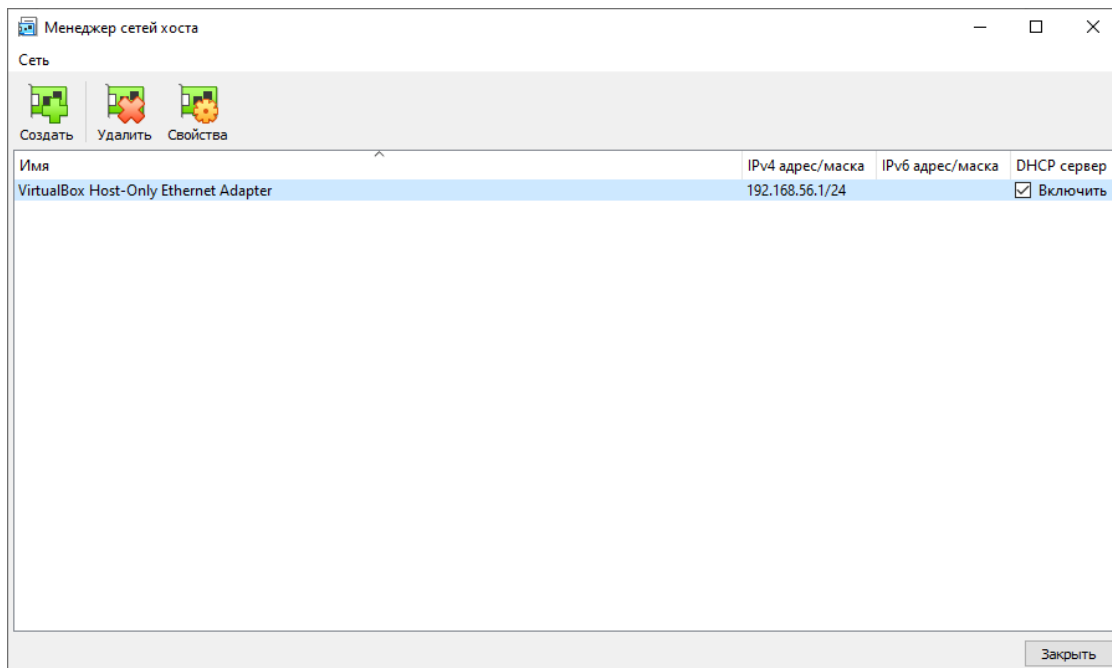 Менеджер сетей хоста
Сеть
Создать Удалить Свойства
Имя IPv4 адрес/маска IPv6 адрес/маска DHCP сервер
VirtualBox Host-Only Ethernet Adapter 192.168.56.1/24 Включить
Закрыть